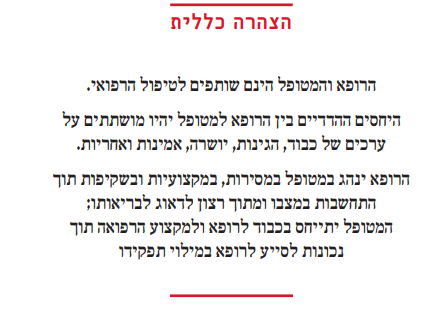 הצהרה כללית
הרופא והמטופל הינם שותפים לטיפול הרפואי.
היחסים ההדדיים בין הרופא למטופל יהיו מושתתים על
ערכים של כבוד, הגינות, יושרה, אמינות ואחריות.
הרופא ינהג במטופל במסירות, במקצועיות ובשקיפות תוך
התחשבות במצבו ומתוך רצון לדאוג לבריאותו;
המטופל יתייחס בכבוד לרופא ולמקצוע הרפואה תוך
נכונות לסייע לרופא במילוי תפקידו